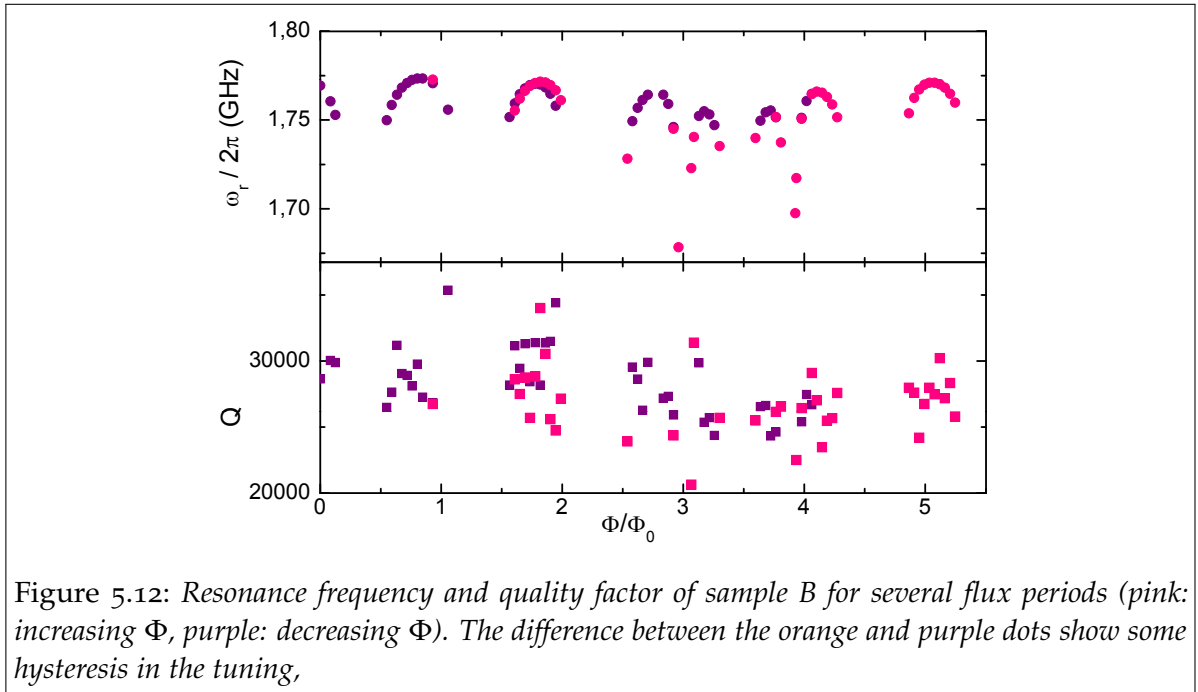 1,80
1,75
1,70
ω_r / 2π (GHz)
30000
20000
Q
0 1 2 3 4 5
Φ/Φ_0
Figure 5.12: Resonance frequency and quality factor of sample B for several flux periods (pink:
increasing Φ, purple: decreasing Φ). The difference between the orange and purple dots show some
hysteresis in the tuning,